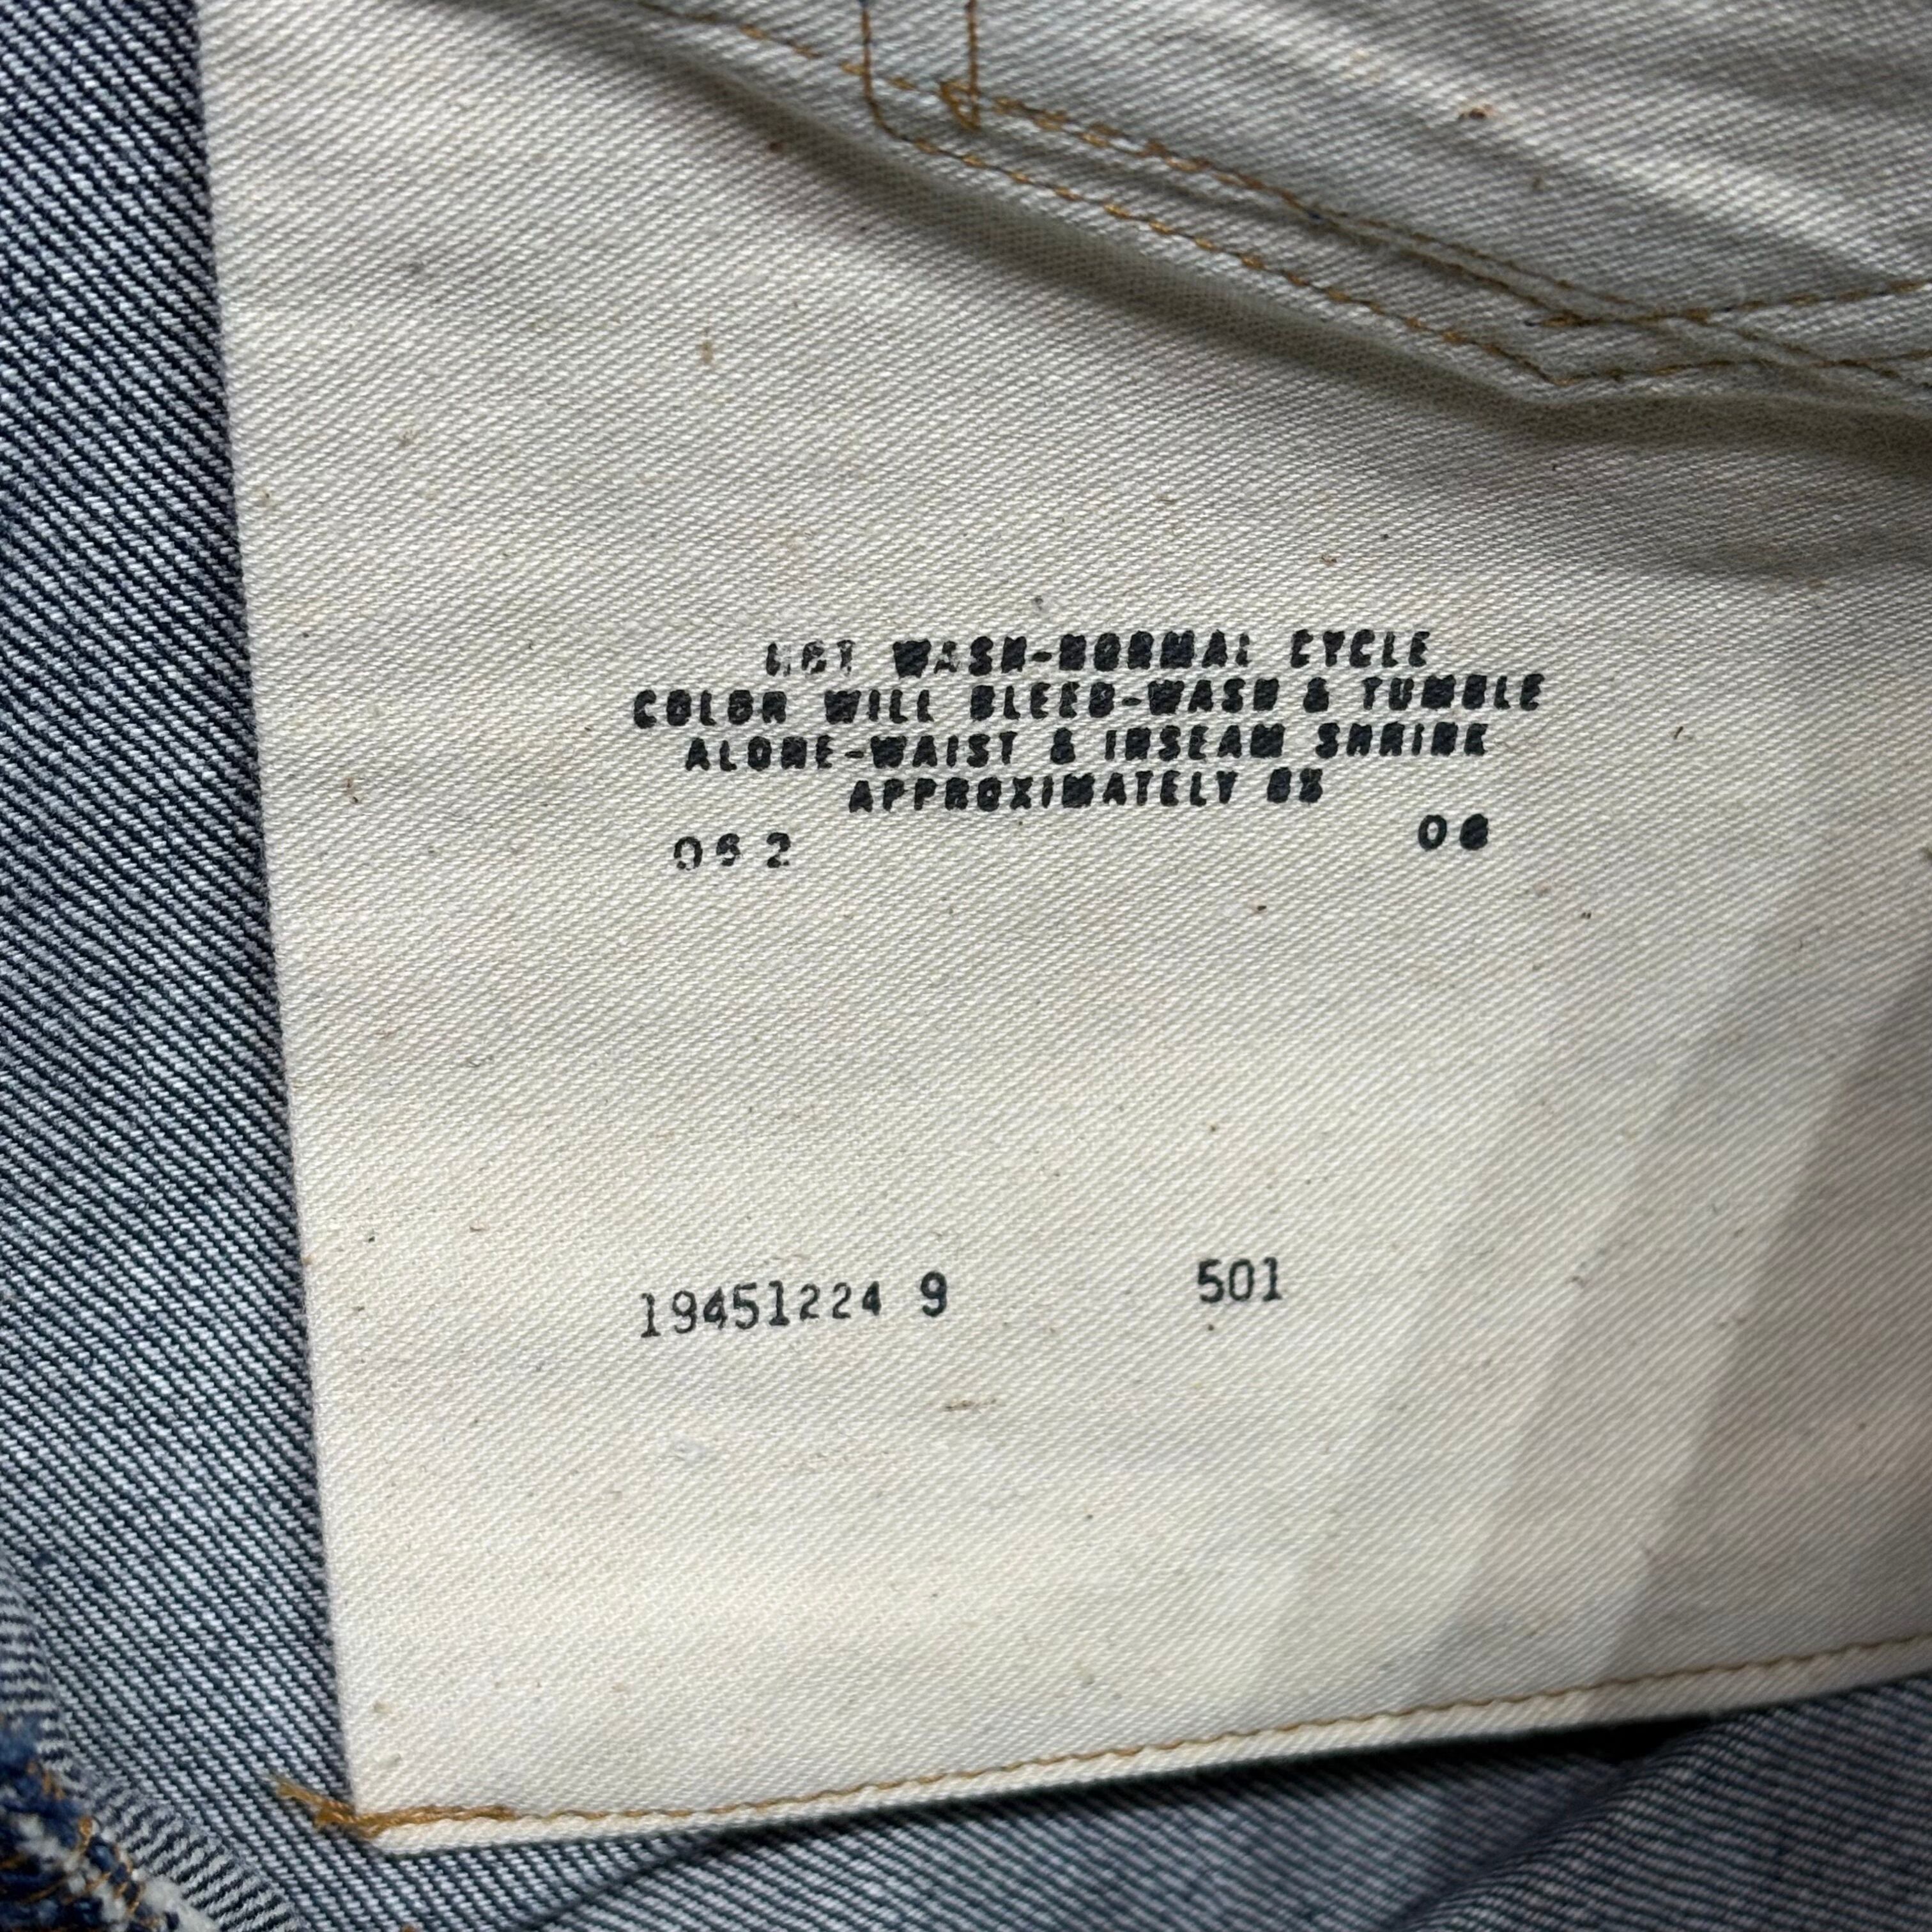 HOT WASH-NORMAL CYCLE
COLOR WILL BLEED-WASH & TUMBLE
ALONE-WAIST & INSEAM SHRINK
APPROXIMATELY 8%
062 06
19451224 9 501